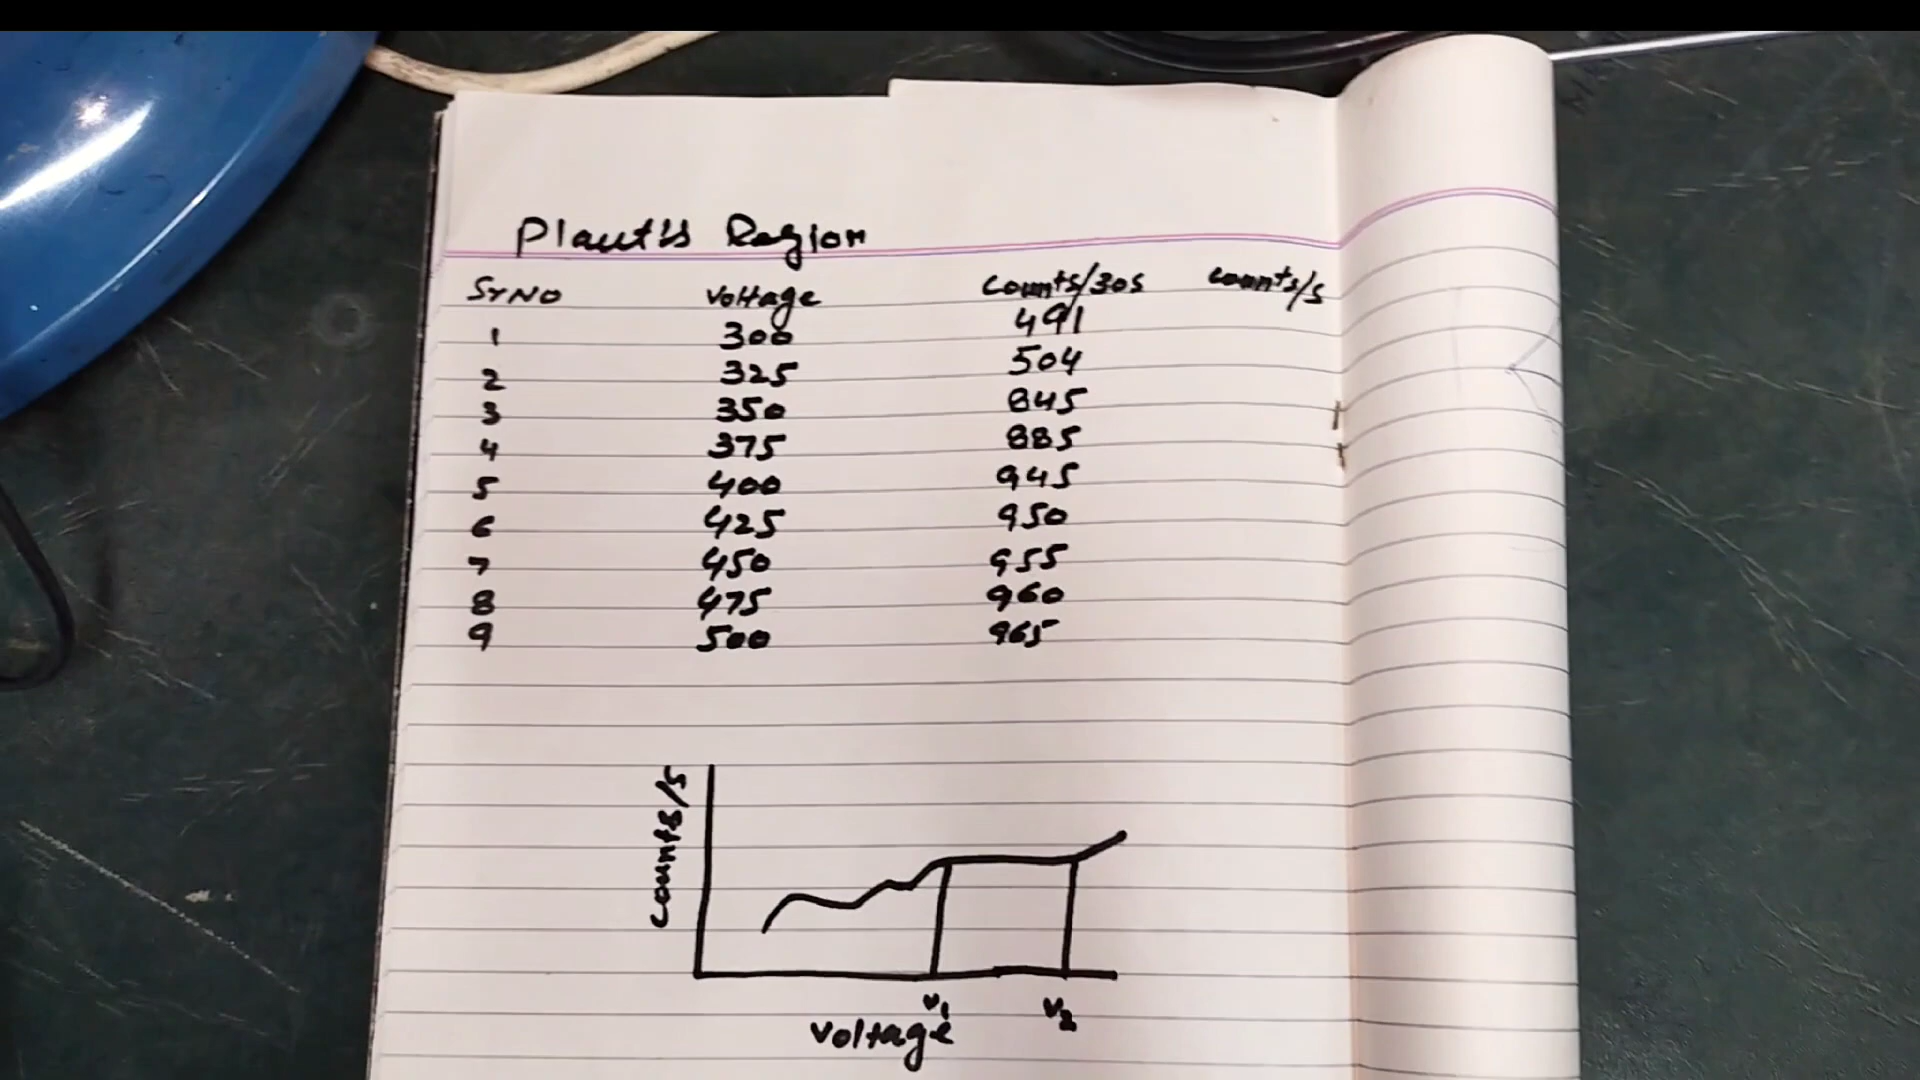 Plaut's Region
Sr No Voltage Counts/30s counts/s
1 300 491
2 325 504
3 350 845
4 375 885
5 400 945
6 425 950
7 450 955
8 475 960
9 500 965
counts/s
V1 V2
Voltage